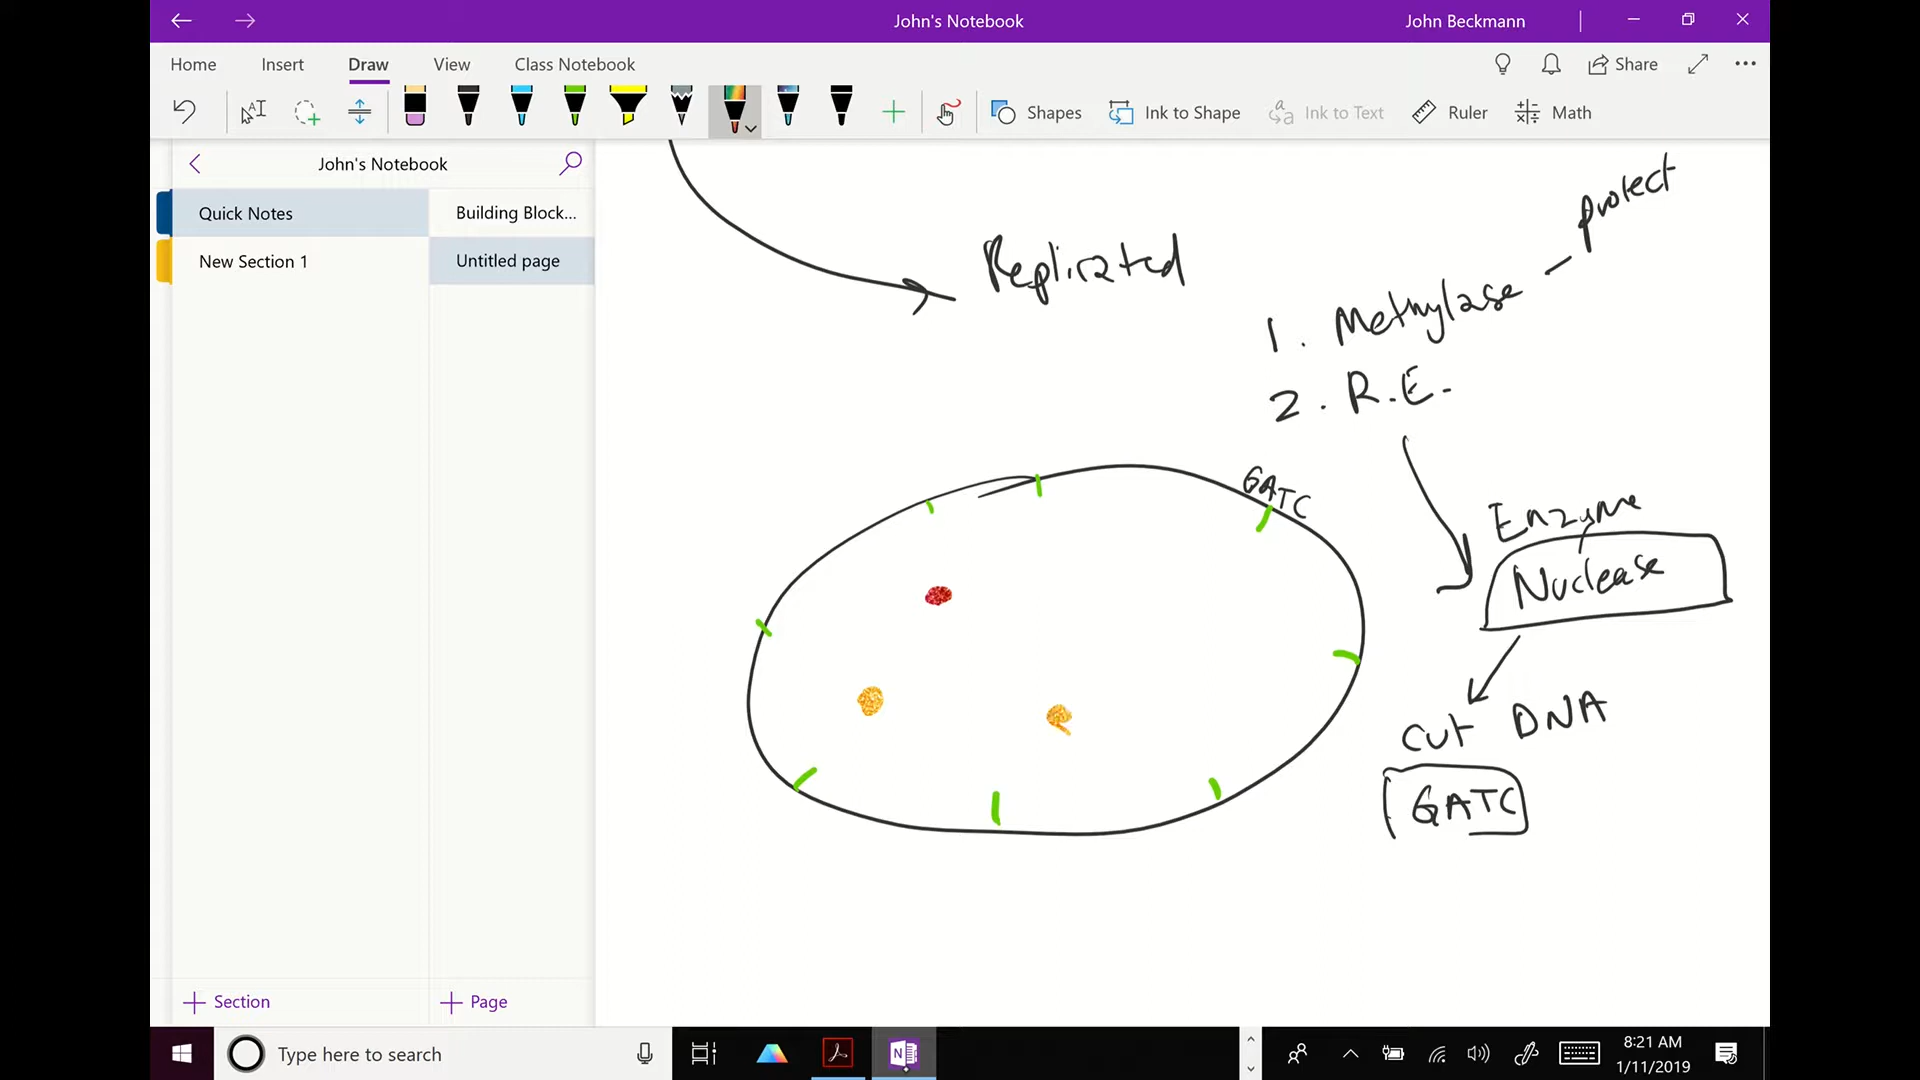 John's Notebook
John Beckmann
Home Insert Draw View Class Notebook
Share
Shapes Ink to Shape Ink to Text Ruler Math
John's Notebook
Quick Notes
New Section 1
Building Block...
Untitled page
Replicated
protect
1. Methylase
2. R.E.
GATC
Enzyme
Nuclease
Cut DNA
GATC
Section
Page
Type here to search
8:21 AM
1/11/2019